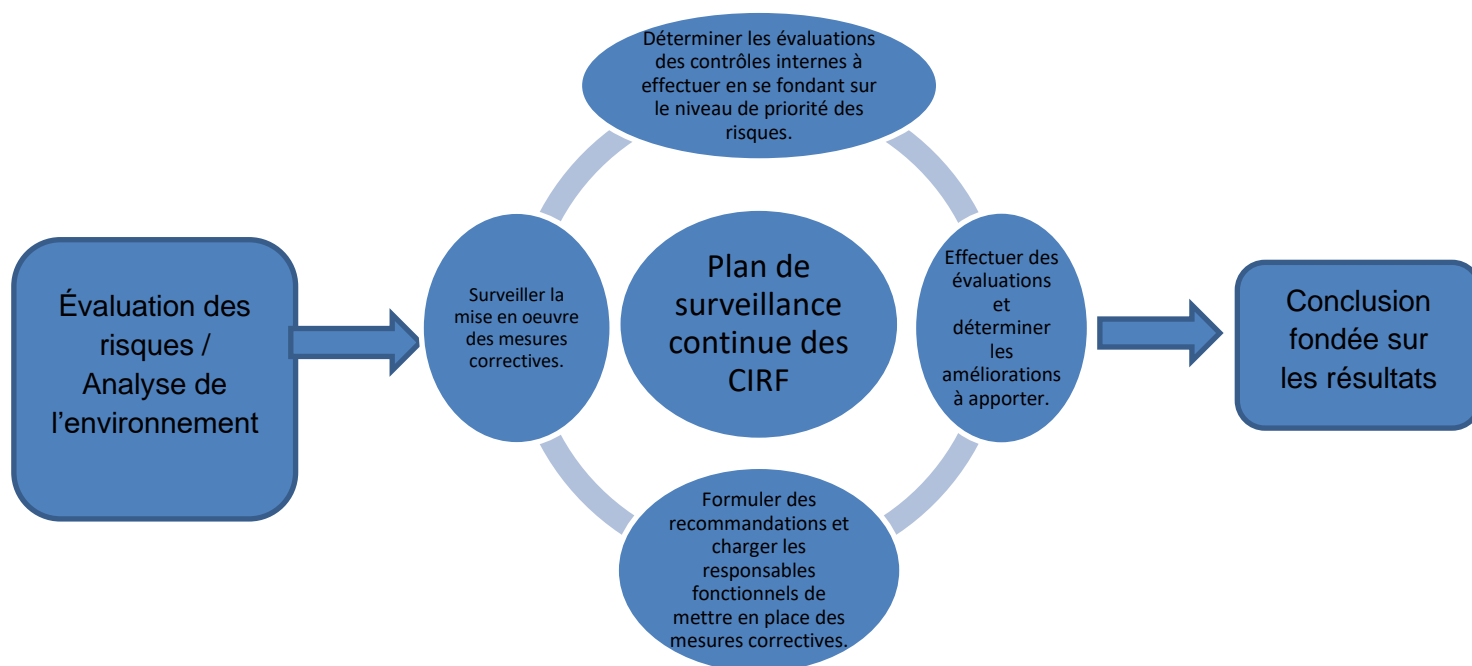 Déterminer les évaluations
des contrôles internes à
effectuer en se fondant sur
le niveau de priorité des
risques.
Évaluation des
risques /
Analyse de
l’environnement
Surveiller la
mise en oeuvre
des mesures
correctives.
Plan de
surveillance
continue des
CIRF
Effectuer des
évaluations
et
déterminer
les
améliorations
à apporter.
Conclusion
fondée sur
les résultats
Formuler des
recommandations et
charger les
responsables
fonctionnels de
mettre en place des
mesures correctives.